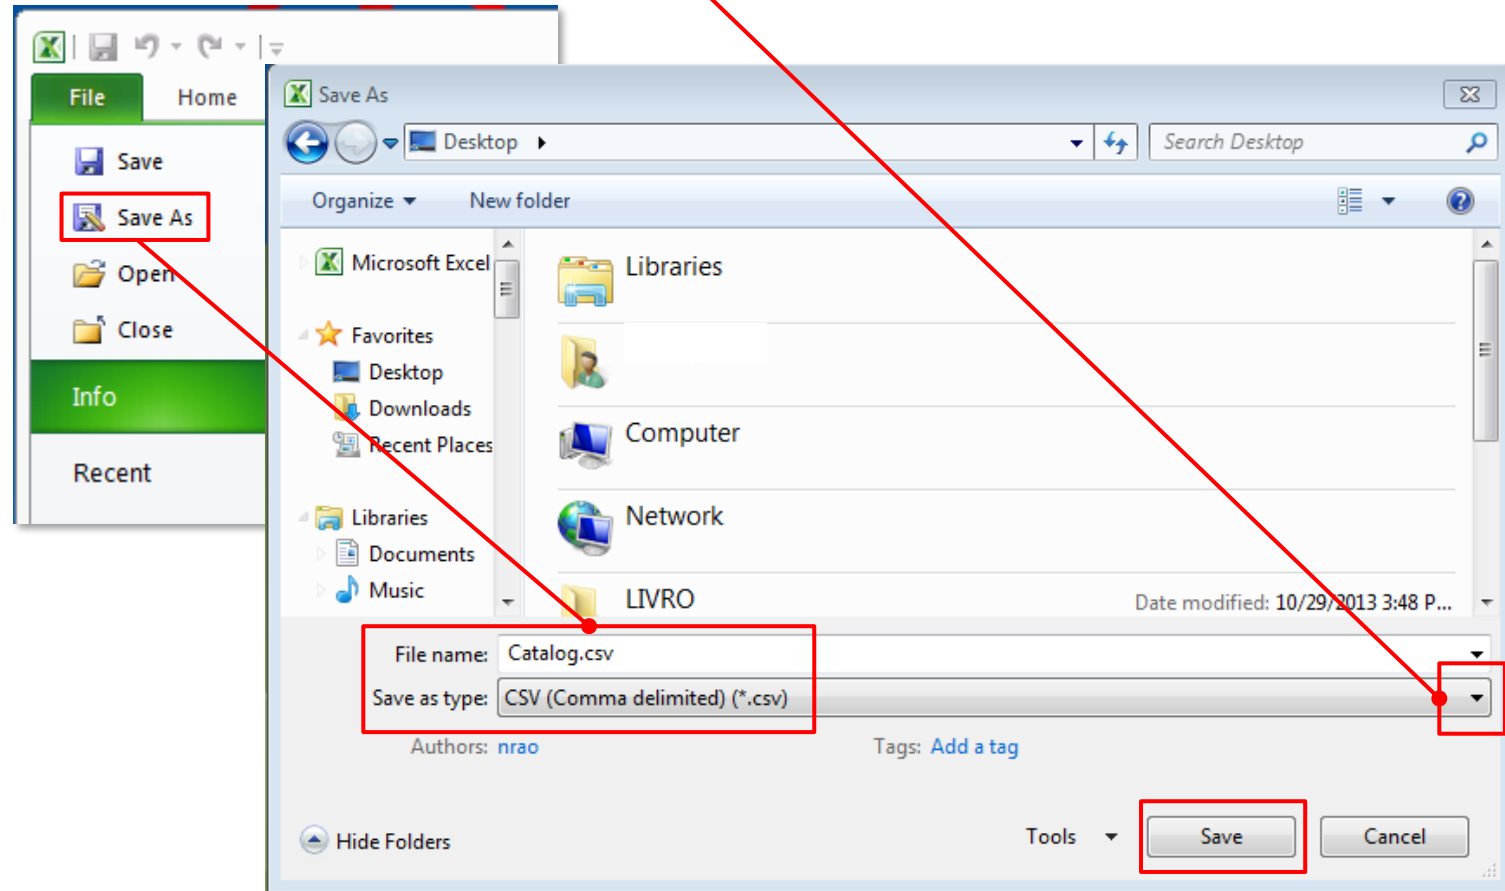 File Home
Save
Save As
Open
Close
Info
Recent
Save As
Desktop
Search Desktop
Organize New folder
Microsoft Excel
Favorites
Desktop
Downloads
Recent Places
Libraries
Documents
Music
Libraries
Computer
Network
LIVRO Date modified: 10/29/2013 3:48 P...
File name: Catalog.csv
Save as type: CSV (Comma delimited) (*.csv)
Authors: nrao Tags: Add a tag
Hide Folders Tools Save Cancel